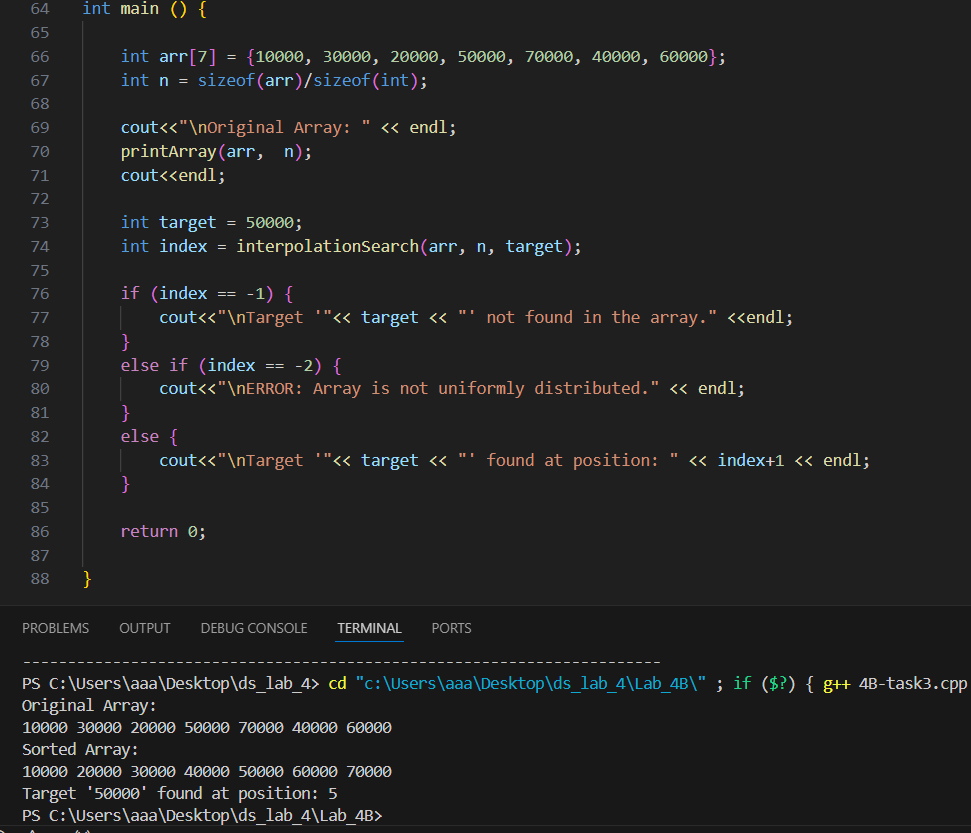 64 int main () {
65
66 int arr[7] = {10000, 30000, 20000, 50000, 70000, 40000, 60000};
67 int n = sizeof(arr)/sizeof(int);
68
69 cout<<"\nOriginal Array: " << endl;
70 printArray(arr,  n);
71 cout<<endl;
72
73 int target = 50000;
74 int index = interpolationSearch(arr, n, target);
75
76 if (index == -1) {
77 cout<<"\nTarget '"<< target << "' not found in the array." <<endl;
78 }
79 else if (index == -2) {
80 cout<<"\nERROR: Array is not uniformly distributed." << endl;
81 }
82 else {
83 cout<<"\nTarget '"<< target << "' found at position: " << index+1 << endl;
84 }
85
86 return 0;
87
88 }
PROBLEMS OUTPUT DEBUG CONSOLE TERMINAL PORTS
---------------------------------------------------------------------
PS C:\Users\aaa\Desktop\ds_lab_4> cd "c:\Users\aaa\Desktop\ds_lab_4\Lab_4B\" ; if ($?) { g++ 4B-task3.cpp
Original Array:
10000 30000 20000 50000 70000 40000 60000
Sorted Array:
10000 20000 30000 40000 50000 60000 70000
Target '50000' found at position: 5
PS C:\Users\aaa\Desktop\ds_lab_4\Lab_4B>